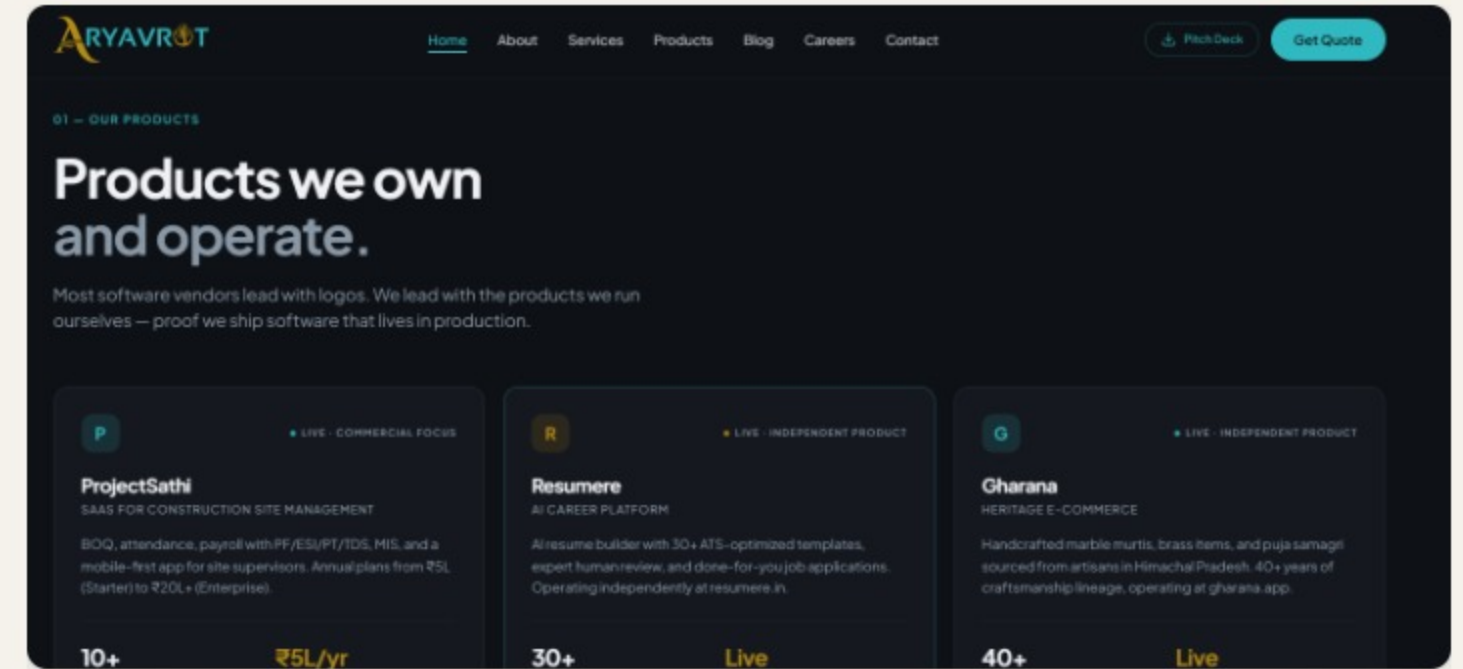 ARYAVRT
Home About Services Products Blog Careers Contact Pitch Deck Get Quote
01 — OUR PRODUCTS
Products we own
and operate.
Most software vendors lead with logos. We lead with the products we run
ourselves — proof we ship software that lives in production.
P
LIVE · COMMERCIAL FOCUS
ProjectSathi
SAAS FOR CONSTRUCTION SITE MANAGEMENT
BOQ, attendance, payroll with PF/ESI/PT/TDS, MIS, and a
mobile-first app for site supervisors. Annual plans from ₹5L
(Starter) to ₹20L+ (Enterprise).
10+ ₹5L/yr
R
LIVE · INDEPENDENT PRODUCT
Resumere
AI CAREER PLATFORM
AI resume builder with 30+ ATS-optimized templates,
expert human review, and done-for-you job applications.
Operating independently at resumere.in.
30+ Live
G
LIVE · INDEPENDENT PRODUCT
Gharana
HERITAGE E-COMMERCE
Handcrafted marble murtis, brass items, and puja samagri
sourced from artisans in Himachal Pradesh. 40+ years of
craftsmanship lineage, operating at gharana.app.
40+ Live